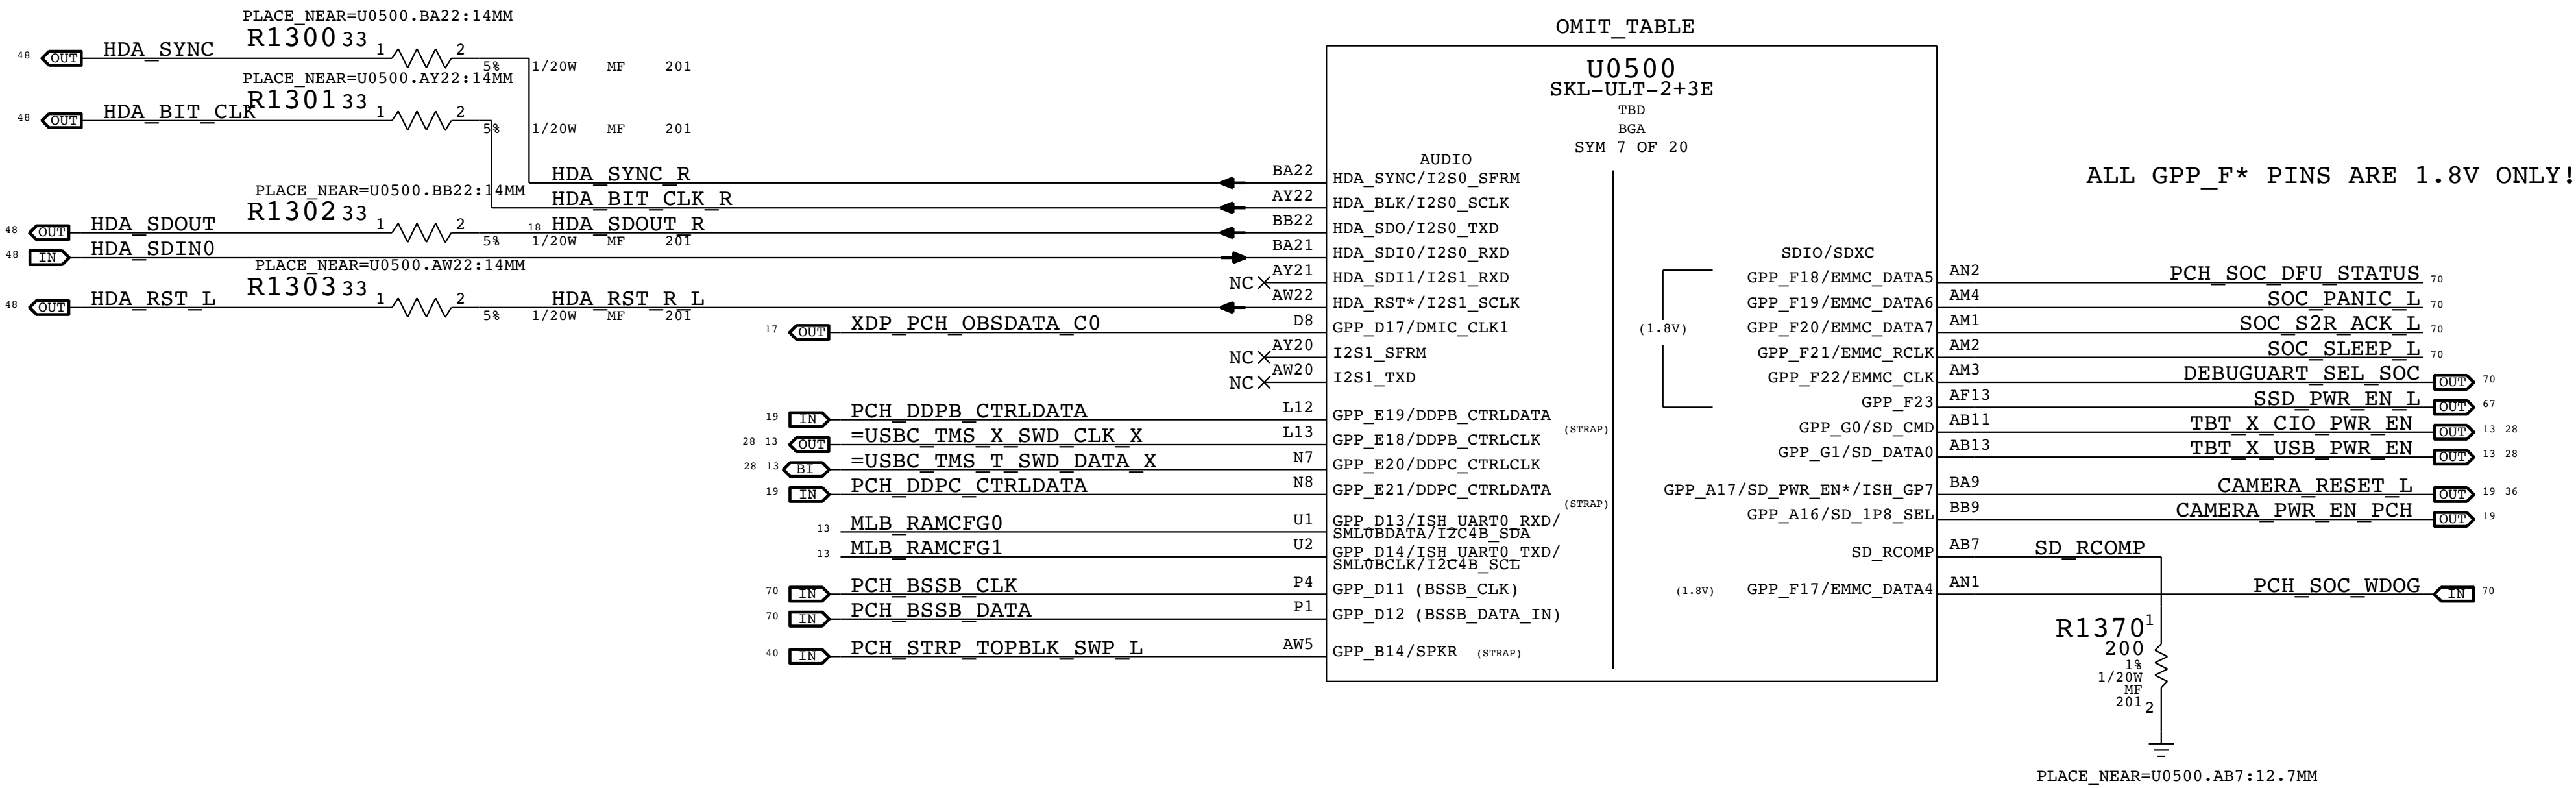 PLACE_NEAR=U0500.BA22:14MM
R1300 33
48 OUT HDA_SYNC 1 2
5% 1/20W MF 201
PLACE_NEAR=U0500.AY22:14MM
R1301 33
48 OUT HDA_BIT_CLK 1 2
5% 1/20W MF 201
HDA_SYNC_R
HDA_BIT_CLK_R
PLACE_NEAR=U0500.BB22:14MM
R1302 33
48 OUT HDA_SDOUT 1 2 18 HDA_SDOUT_R
5% 1/20W MF 201
48 IN HDA_SDIN0
PLACE_NEAR=U0500.AW22:14MM
R1303 33
48 OUT HDA_RST_L 1 2 HDA_RST_R_L
5% 1/20W MF 201
17 OUT XDP_PCH_OBSDATA_C0
NC
NC
NC
19 IN PCH_DDPB_CTRLDATA
28 13 OUT =USBC_TMS_X_SWD_CLK_X
28 13 BI =USBC_TMS_T_SWD_DATA_X
19 IN PCH_DDPC_CTRLDATA
13 MLB_RAMCFG0
13 MLB_RAMCFG1
70 IN PCH_BSSB_CLK
70 IN PCH_BSSB_DATA
40 IN PCH_STRP_TOPBLK_SWP_L
OMIT_TABLE
U0500
SKL-ULT-2+3E
TBD
BGA
SYM 7 OF 20
AUDIO
BA22 HDA_SYNC/I2S0_SFRM
AY22 HDA_BLK/I2S0_SCLK
BB22 HDA_SDO/I2S0_TXD
BA21 HDA_SDI0/I2S0_RXD
AY21 HDA_SDI1/I2S1_RXD
AW22 HDA_RST*/I2S1_SCLK
D8 GPP_D17/DMIC_CLK1
AY20 I2S1_SFRM
AW20 I2S1_TXD
L12 GPP_E19/DDPB_CTRLDATA
(STRAP)
L13 GPP_E18/DDPB_CTRLCLK
N7 GPP_E20/DDPC_CTRLCLK
N8 GPP_E21/DDPC_CTRLDATA
(STRAP)
U1 GPP_D13/ISH_UART0_RXD/
SML0BDATA/I2C4B_SDA
U2 GPP_D14/ISH_UART0_TXD/
SML0BCLK/I2C4B_SCL
P4 GPP_D11 (BSSB_CLK)
P1 GPP_D12 (BSSB_DATA_IN)
AW5 GPP_B14/SPKR (STRAP)
SDIO/SDXC
(1.8V)
GPP_F18/EMMC_DATA5 AN2 PCH_SOC_DFU_STATUS 70
GPP_F19/EMMC_DATA6 AM4 SOC_PANIC_L 70
GPP_F20/EMMC_DATA7 AM1 SOC_S2R_ACK_L 70
GPP_F21/EMMC_RCLK AM2 SOC_SLEEP_L 70
GPP_F22/EMMC_CLK AM3 DEBUGUART_SEL_SOC OUT 70
GPP_F23 AF13 SSD_PWR_EN_L OUT 67
GPP_G0/SD_CMD AB11 TBT_X_CIO_PWR_EN OUT 13 28
GPP_G1/SD_DATA0 AB13 TBT_X_USB_PWR_EN OUT 13 28
GPP_A17/SD_PWR_EN*/ISH_GP7 BA9 CAMERA_RESET_L OUT 19 36
GPP_A16/SD_1P8_SEL BB9 CAMERA_PWR_EN_PCH OUT 19
SD_RCOMP AB7 SD_RCOMP
(1.8V) GPP_F17/EMMC_DATA4 AN1 PCH_SOC_WDOG IN 70
ALL GPP_F* PINS ARE 1.8V ONLY!
R1370 1
200
1%
1/20W
MF
201 2
PLACE_NEAR=U0500.AB7:12.7MM